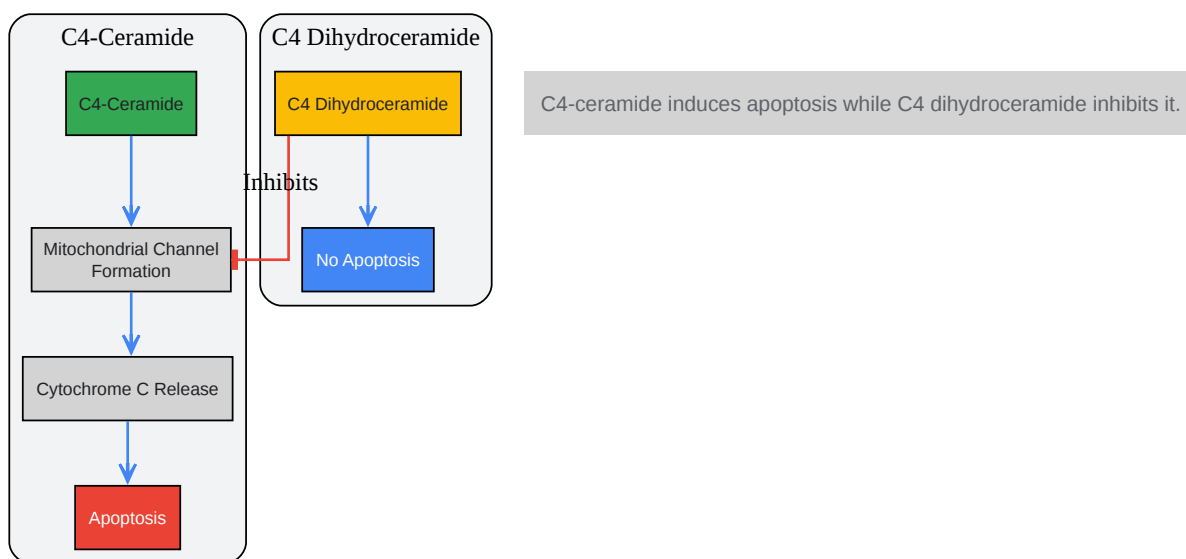 C4-Ceramide
C4-Ceramide
Mitochondrial Channel
Formation
Cytochrome C Release
Apoptosis
C4 Dihydroceramide
C4 Dihydroceramide
Inhibits
No Apoptosis
C4-ceramide induces apoptosis while C4 dihydroceramide inhibits it.